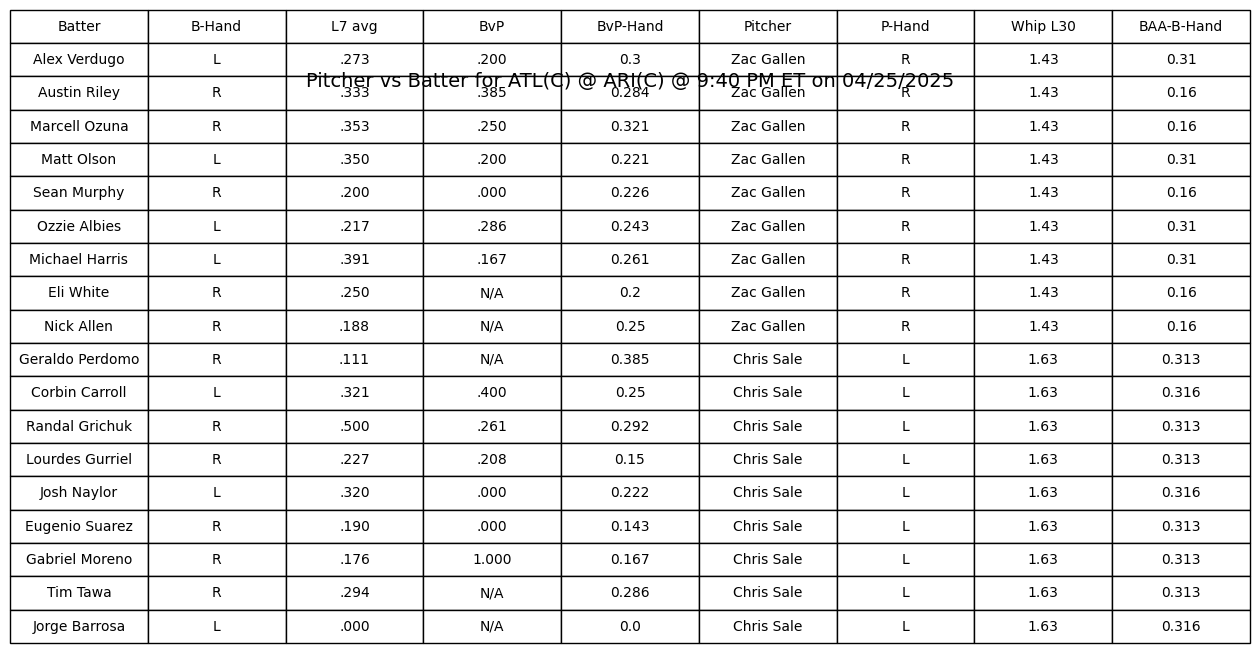 Batter B-Hand L7 avg BvP BvP-Hand Pitcher P-Hand Whip L30 BAA-B-Hand
Alex Verdugo L .273 .200 0.3 Zac Gallen R 1.43 0.31
Pitcher vs Batter for ATL(C) @ ARI(C) @ 9:40 PM ET on 04/25/2025
Austin Riley R .333 .385 0.284 Zac Gallen R 1.43 0.16
Marcell Ozuna R .353 .250 0.321 Zac Gallen R 1.43 0.16
Matt Olson L .350 .200 0.221 Zac Gallen R 1.43 0.31
Sean Murphy R .200 .000 0.226 Zac Gallen R 1.43 0.16
Ozzie Albies L .217 .286 0.243 Zac Gallen R 1.43 0.31
Michael Harris L .391 .167 0.261 Zac Gallen R 1.43 0.31
Eli White R .250 N/A 0.2 Zac Gallen R 1.43 0.16
Nick Allen R .188 N/A 0.25 Zac Gallen R 1.43 0.16
Geraldo Perdomo R .111 N/A 0.385 Chris Sale L 1.63 0.313
Corbin Carroll L .321 .400 0.25 Chris Sale L 1.63 0.316
Randal Grichuk R .500 .261 0.292 Chris Sale L 1.63 0.313
Lourdes Gurriel R .227 .208 0.15 Chris Sale L 1.63 0.313
Josh Naylor L .320 .000 0.222 Chris Sale L 1.63 0.316
Eugenio Suarez R .190 .000 0.143 Chris Sale L 1.63 0.313
Gabriel Moreno R .176 1.000 0.167 Chris Sale L 1.63 0.313
Tim Tawa R .294 N/A 0.286 Chris Sale L 1.63 0.313
Jorge Barrosa L .000 N/A 0.0 Chris Sale L 1.63 0.316